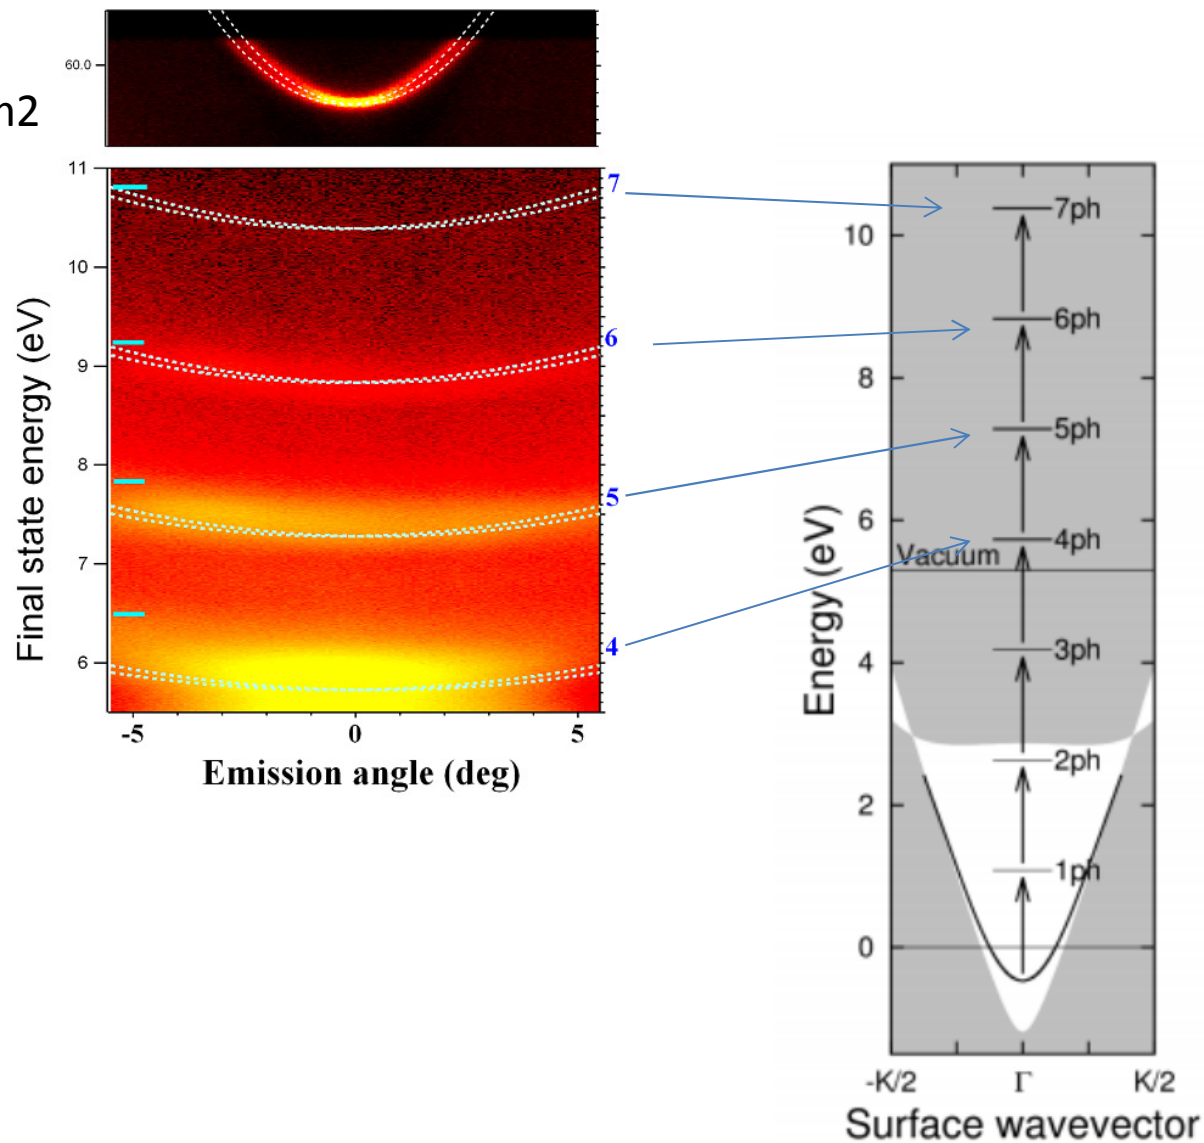 60.0
n2
11
10
9
8
7
6
Final state energy (eV)
7
6
5
4
-5
0
5
Emission angle (deg)
10
8
6
4
2
0
Energy (eV)
7ph
6ph
5ph
4ph
Vacuum
3ph
2ph
1ph
-K/2
Γ
K/2
Surface wavevector